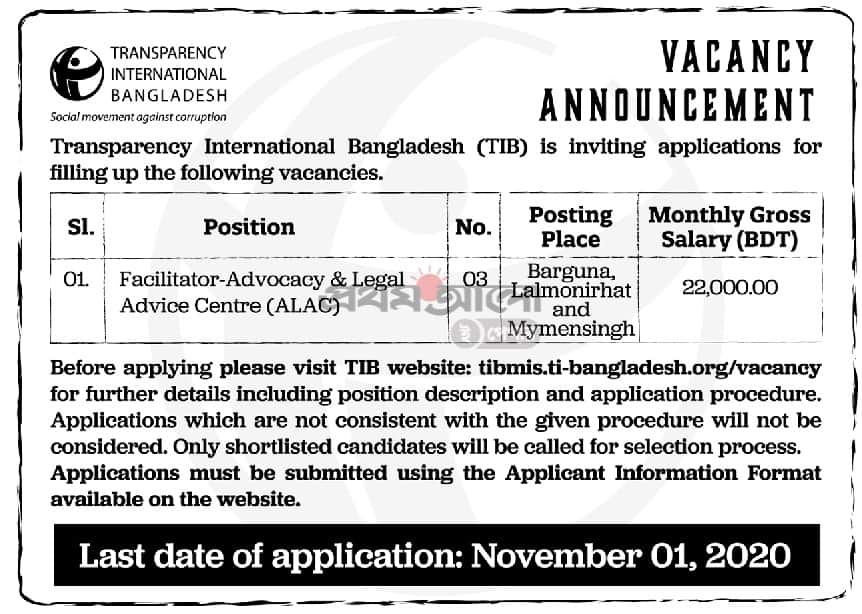 TRANSPARENCY
INTERNATIONAL
BANGLADESH
Social movement against corruption
VACANCY
ANNOUNCEMENT
Transparency International Bangladesh (TIB) is inviting applications for
filling up the following vacancies.
Sl. Position No. Posting Place Monthly Gross Salary (BDT)
01. Facilitator-Advocacy & Legal Advice Centre (ALAC) 03 Barguna, Lalmonirhat and Mymensingh 22,000.00
প্রথম আলো
ই পেপার
Before applying please visit TIB website: tibmis.ti-bangladesh.org/vacancy
for further details including position description and application procedure.
Applications which are not consistent with the given procedure will not be
considered. Only shortlisted candidates will be called for selection process.
Applications must be submitted using the Applicant Information Format
available on the website.
Last date of application: November 01, 2020